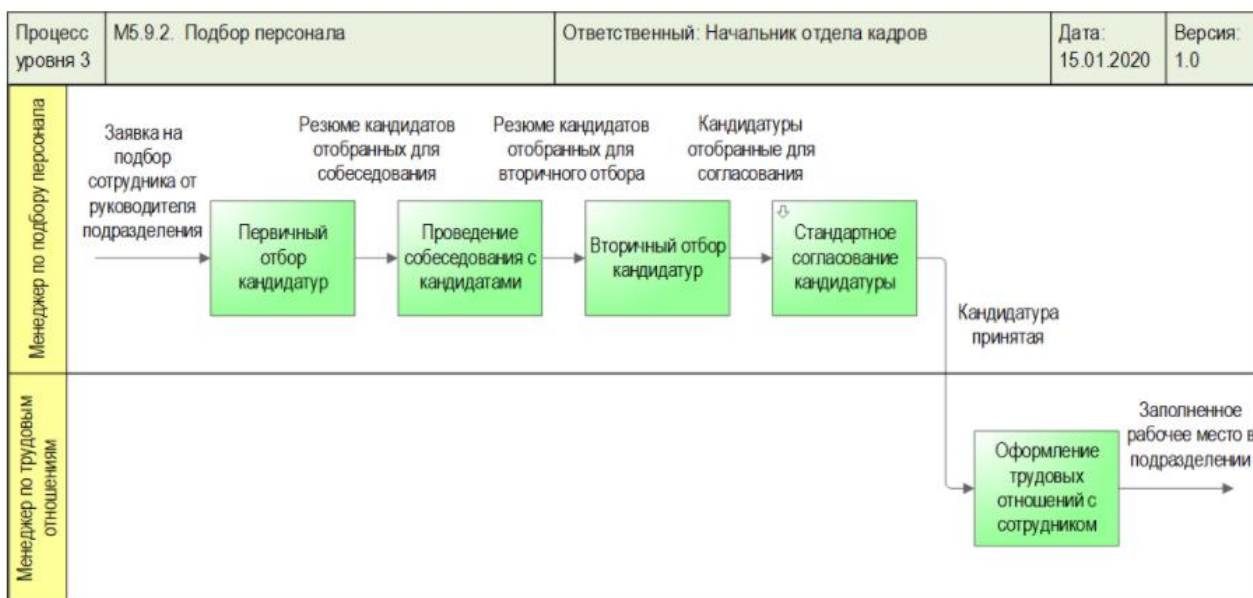 Процесс
уровня 3
М5.9.2. Подбор персонала
Ответственный: Начальник отдела кадров
Дата:
15.01.2020
Версия:
1.0
Менеджер по подбору персонала
Заявка на
подбор
сотрудника от
руководителя
подразделения
Резюме кандидатов
отобранных для
собеседования
Резюме кандидатов
отобранных для
вторичного отбора
Кандидатуры
отобранные для
согласования
Первичный
отбор
кандидатур
Проведение
собеседования с
кандидатами
Вторичный отбор
кандидатур
Стандартное
согласование
кандидатуры
Кандидатура
принятая
Менеджер по трудовым
отношениям
Оформление
трудовых
отношений с
сотрудником
Заполненное
рабочее место в
подразделении